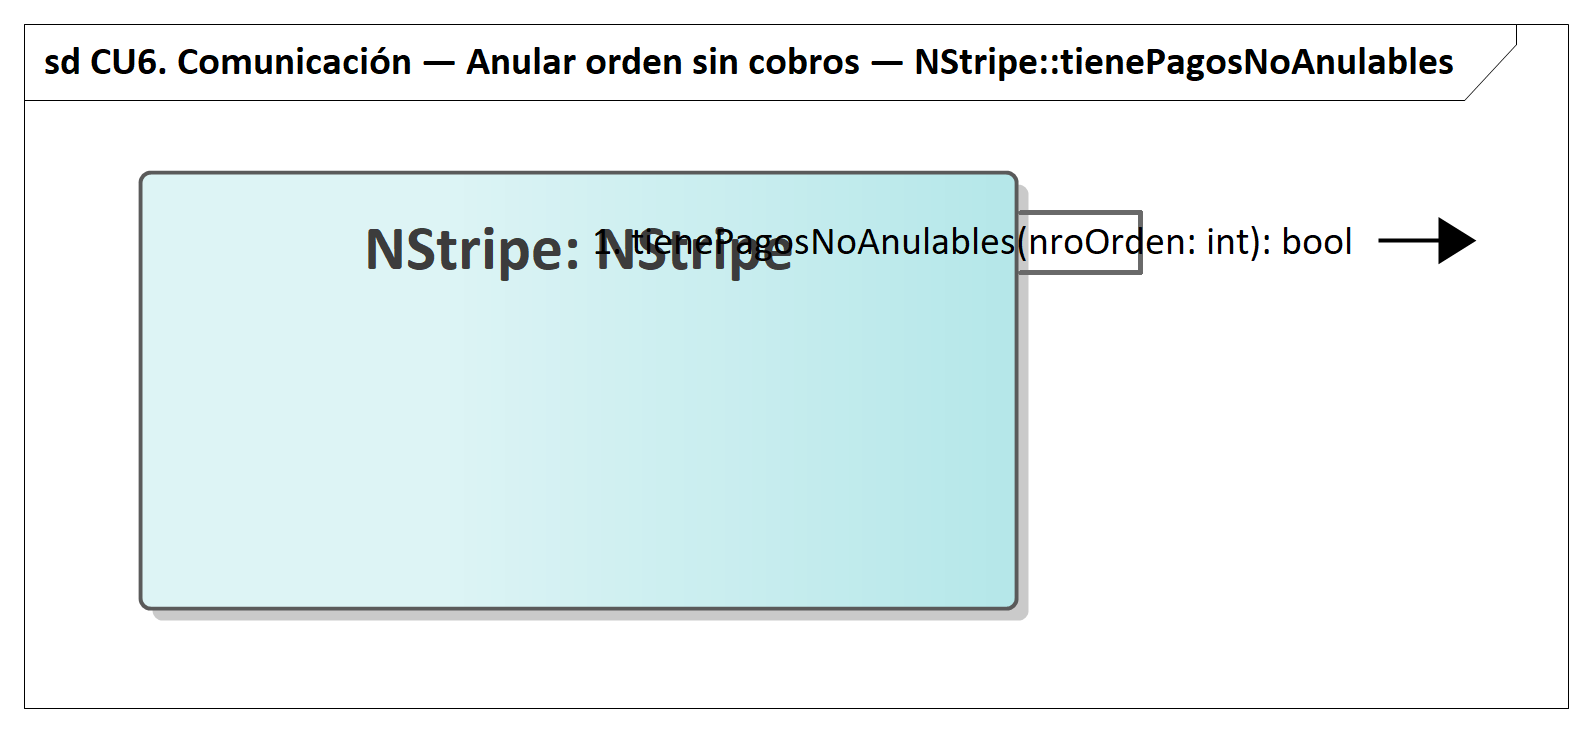 sd CU6. Comunicación — Anular orden sin cobros — NStripe::tienePagosNoAnulables
NStripe: NStripe
1. tienePagosNoAnulables(nroOrden: int): bool